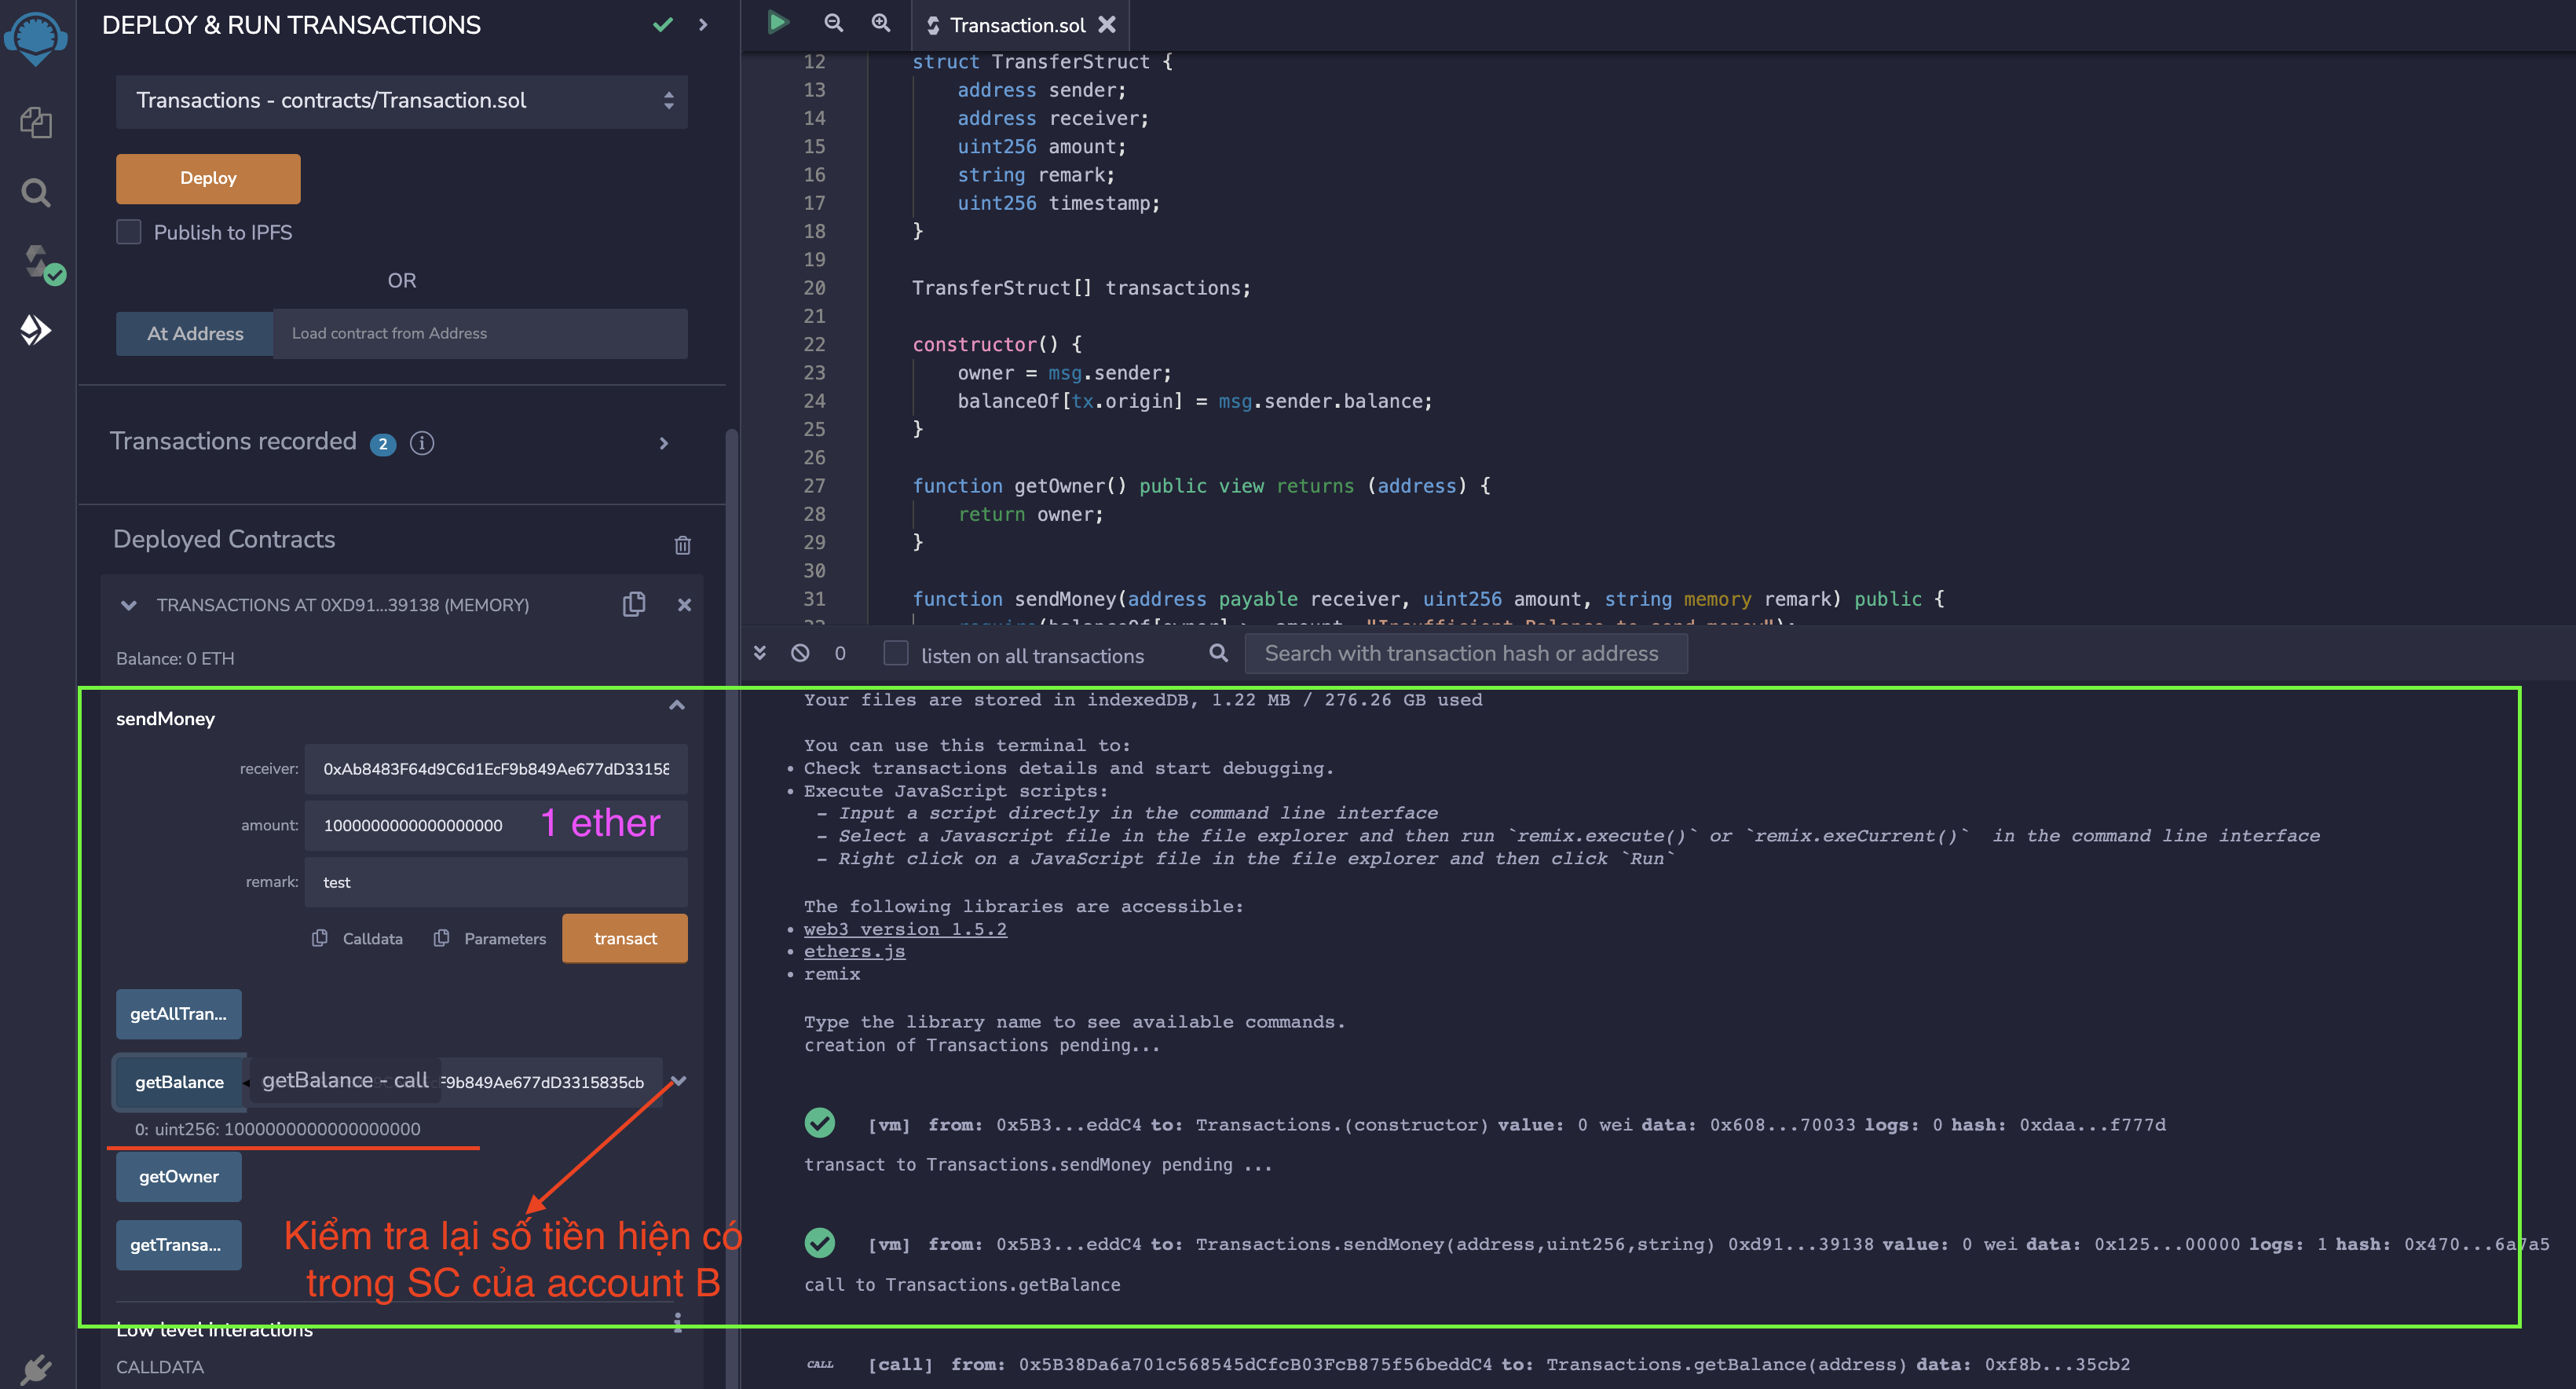 DEPLOY & RUN TRANSACTIONS
Transactions - contracts/Transaction.sol
Deploy
Publish to IPFS
OR
At Address
Load contract from Address
Transactions recorded 2
Deployed Contracts
TRANSACTIONS AT 0XD91...39138 (MEMORY)
Balance: 0 ETH
sendMoney
receiver: 0xAb8483F64d9C6d1EcF9b849Ae677dD33158
amount: 1000000000000000000 1 ether
remark: test
Calldata Parameters transact
getAllTran...
getBalance getBalance - call F9b849Ae677dD3315835cb
0: uint256: 1000000000000000000
getOwner
getTransa...
Kiểm tra lại số tiền hiện có
trong SC của account B
Low level interactions
CALLDATA
Transaction.sol
12 struct TransferStruct {
13 address sender;
14 address receiver;
15 uint256 amount;
16 string remark;
17 uint256 timestamp;
18 }
19
20 TransferStruct[] transactions;
21
22 constructor() {
23 owner = msg.sender;
24 balanceOf[tx.origin] = msg.sender.balance;
25 }
26
27 function getOwner() public view returns (address) {
28 return owner;
29 }
30
31 function sendMoney(address payable receiver, uint256 amount, string memory remark) public {
0 listen on all transactions Search with transaction hash or address
Your files are stored in indexedDB, 1.22 MB / 276.26 GB used
You can use this terminal to:
• Check transactions details and start debugging.
• Execute JavaScript scripts:
- Input a script directly in the command line interface
- Select a Javascript file in the file explorer and then run `remix.execute()` or `remix.exeCurrent()` in the command line interface
- Right click on a JavaScript file in the file explorer and then click `Run`
The following libraries are accessible:
• web3 version 1.5.2
• ethers.js
• remix
Type the library name to see available commands.
creation of Transactions pending...
[vm] from: 0x5B3...eddC4 to: Transactions.(constructor) value: 0 wei data: 0x608...70033 logs: 0 hash: 0xdaa...f777d
transact to Transactions.sendMoney pending ...
[vm] from: 0x5B3...eddC4 to: Transactions.sendMoney(address,uint256,string) 0xd91...39138 value: 0 wei data: 0x125...00000 logs: 1 hash: 0x470...6a7a5
call to Transactions.getBalance
CALL [call] from: 0x5B38Da6a701c568545dCfcB03FcB875f56beddC4 to: Transactions.getBalance(address) data: 0xf8b...35cb2